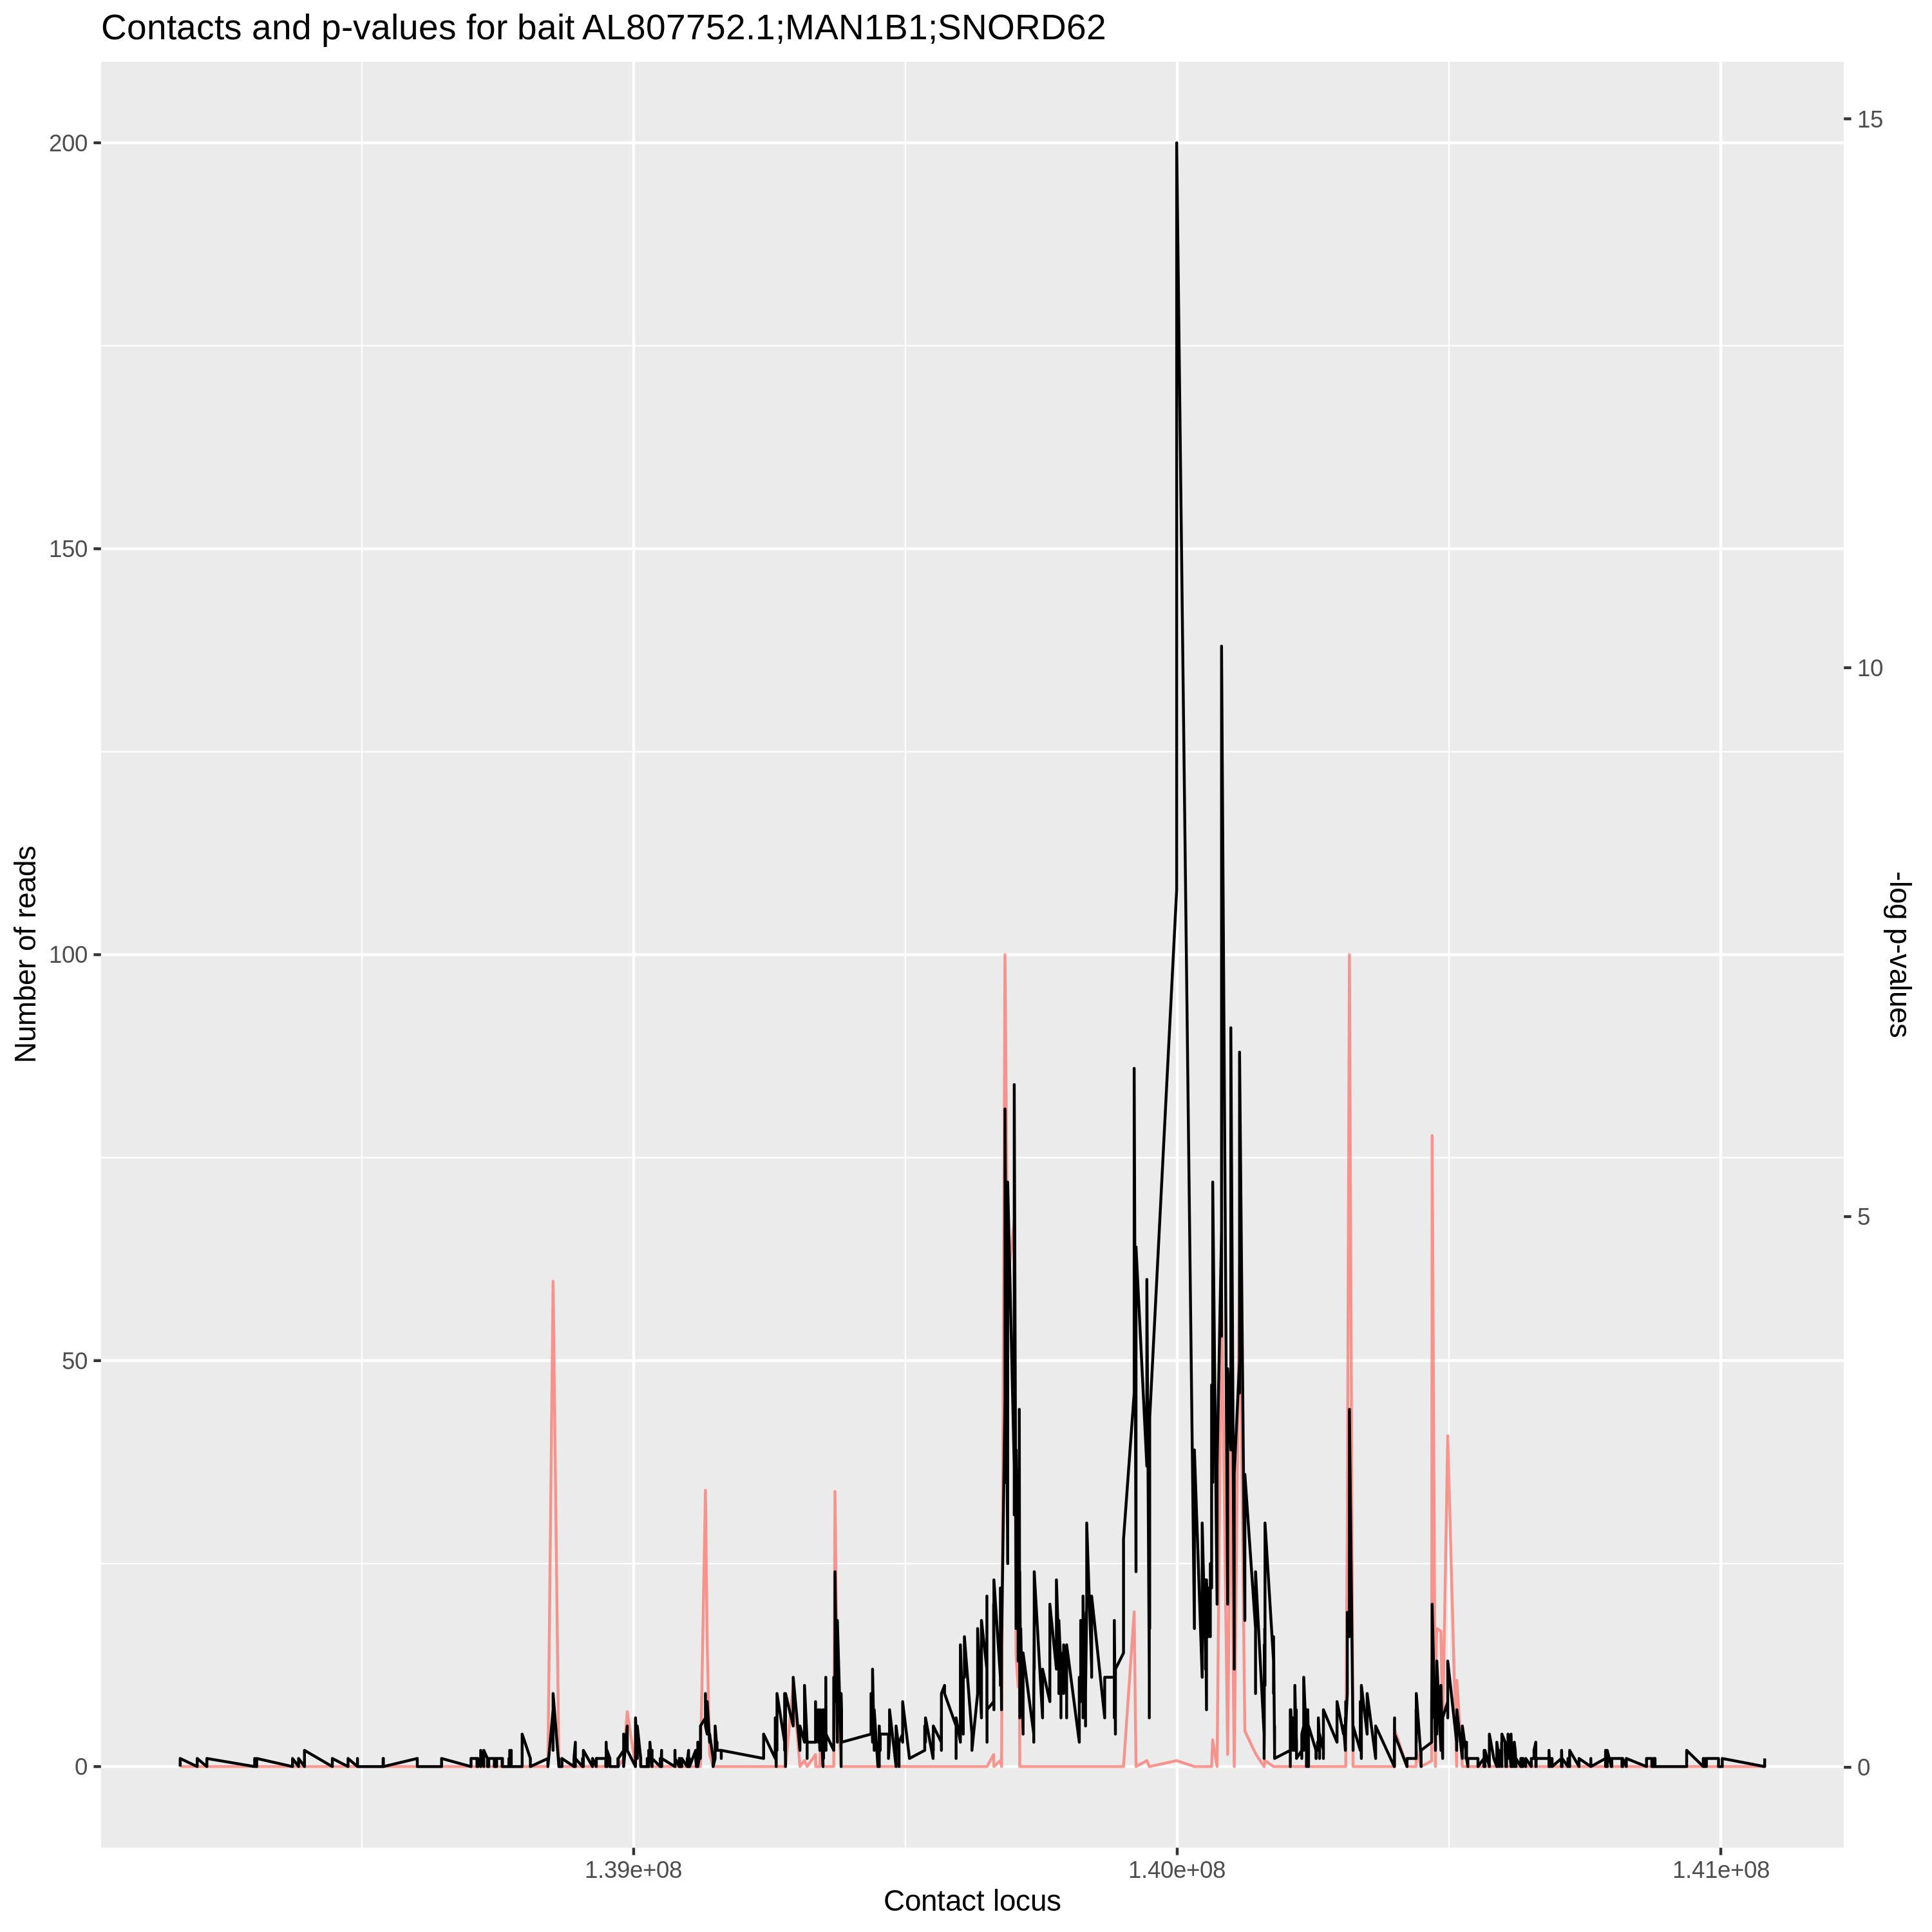 Contacts and p-values for bait AL807752.1;MAN1B1;SNORD62
200
150
100
50
0
Number of reads
15
10
5
0
-log p-values
1.39e+08
1.40e+08
1.41e+08
Contact locus